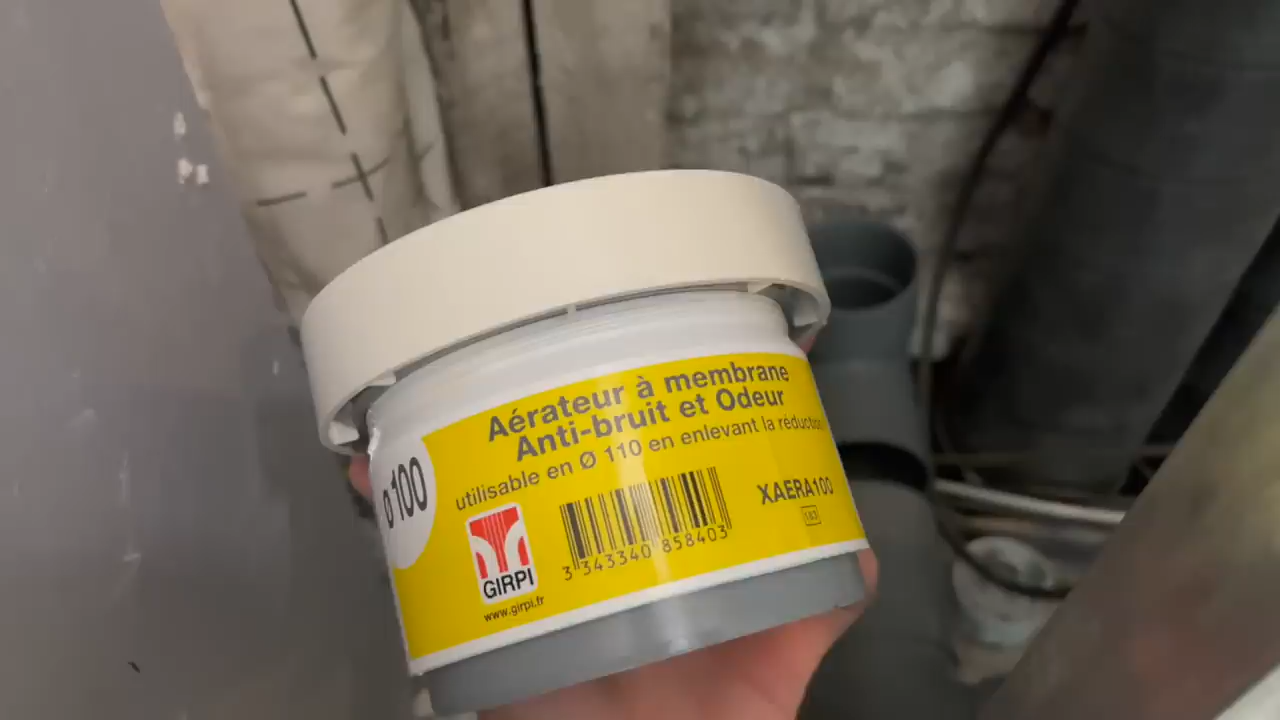 Aérateur à membrane
Anti-bruit et Odeur
utilisable en Ø 110 en enlevant la réduction
ø100
XAERA100
GIRPI
3 343340 858403
www.girpi.fr